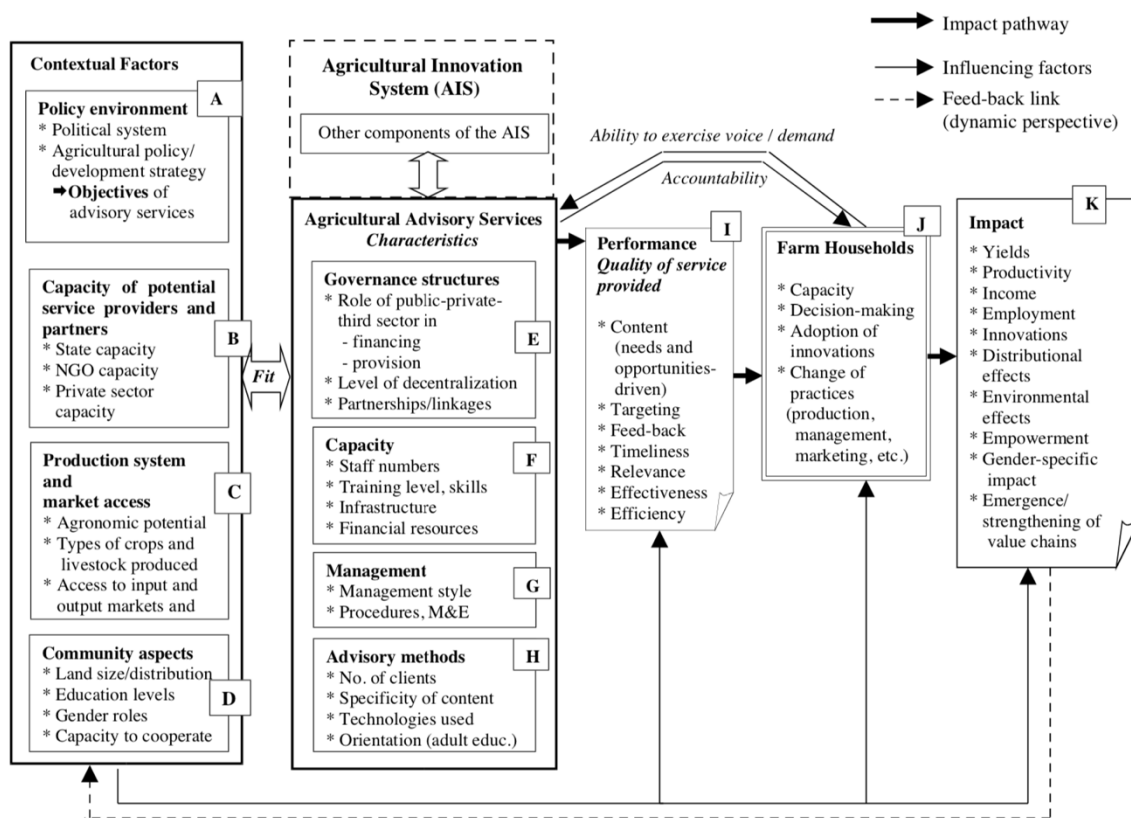 Impact pathway
Influencing factors
Feed-back link
(dynamic perspective)
Contextual Factors
A
Policy environment
* Political system
* Agricultural policy/
development strategy
➡Objectives of
advisory services
Capacity of potential
service providers and
partners
B
* State capacity
* NGO capacity
* Private sector
capacity
Production system
and
market access
C
* Agronomic potential
* Types of crops and
livestock produced
* Access to input and
output markets and
Community aspects
* Land size/distribution
* Education levels
D
* Gender roles
* Capacity to cooperate
Fit
Agricultural Innovation
System (AIS)
Other components of the AIS
Agricultural Advisory Services
Characteristics
Governance structures
* Role of public-private-
third sector in
- financing
E
- provision
* Level of decentralization
* Partnerships/linkages
Capacity
F
* Staff numbers
* Training level, skills
* Infrastructure
* Financial resources
Management
G
* Management style
* Procedures, M&E
Advisory methods
H
* No. of clients
* Specificity of content
* Technologies used
* Orientation (adult educ.)
Ability to exercise voice / demand
Accountability
I
Performance
Quality of service
provided
* Content
(needs and
opportunities-
driven)
* Targeting
* Feed-back
* Timeliness
* Relevance
* Effectiveness
* Efficiency
J
Farm Households
* Capacity
* Decision-making
* Adoption of
innovations
* Change of
practices
(production,
management,
marketing, etc.)
K
Impact
* Yields
* Productivity
* Income
* Employment
* Innovations
* Distributional
effects
* Environmental
effects
* Empowerment
* Gender-specific
impact
* Emergence/
strengthening of
value chains